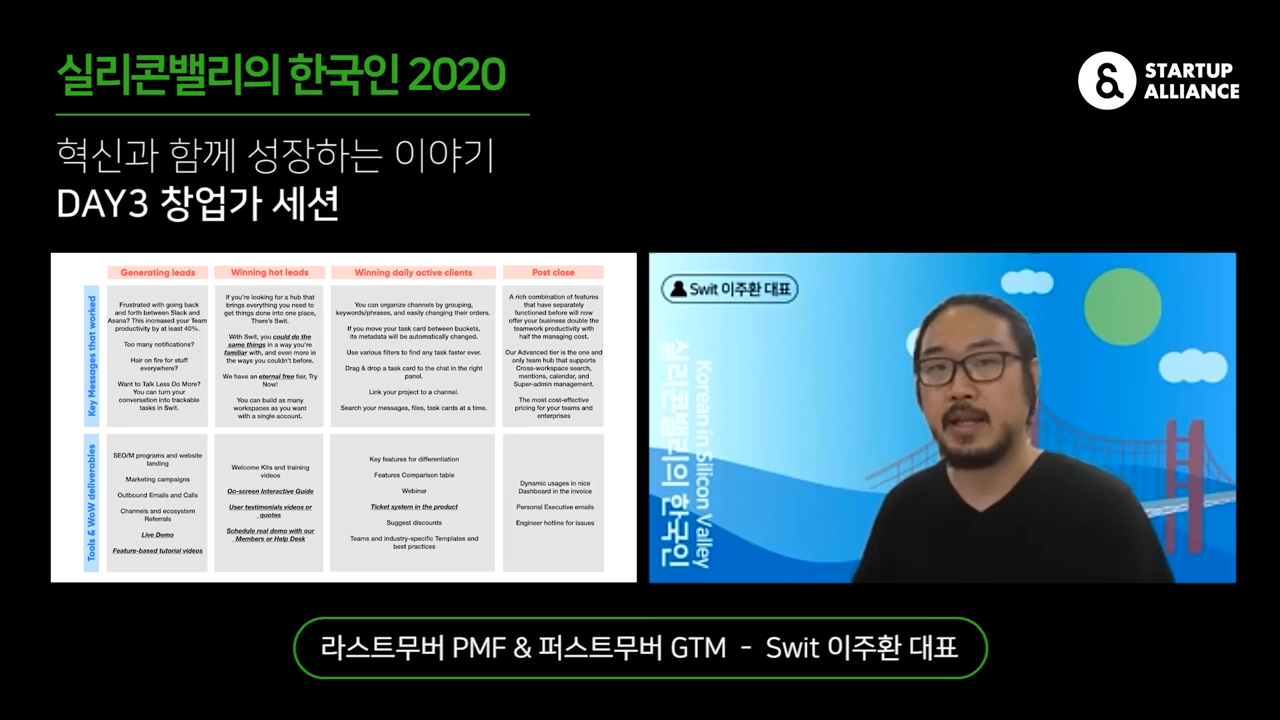 실리콘밸리의 한국인 2020
STARTUP
ALLIANCE
혁신과 함께 성장하는 이야기
DAY3 창업가 세션
Generating leads
Winning hot leads
Winning daily active clients
Post close
Key Messages that worked
Frustrated with going back
and forth between Slack and
Asana? This increased your Team
productivity by at least 40%.
Too many notifications?
Hair on fire for stuff
everywhere?
Want to Talk Less Do More?
You can turn your
conversation into trackable
tasks in Swit.
If you're looking for a hub that
brings everything you need to
get things done into one place,
There's Swit.
With Swit, you could do the
same things in a way you're
familiar with, and even more in
the ways you couldn't before.
We have an eternal free tier, Try
Now!
You can build as many
workspaces as you want
with a single account.
You can organize channels by grouping,
keywords/phrases, and easily changing their orders.
If you move your task card between buckets,
its metadata will be automatically changed.
Use various filters to find any task faster ever.
Drag & drop a task card to the chat in the right
panel.
Link your project to a channel.
Search your messages, files, task cards at a time.
A rich combination of features
that have separately
functioned before will now
offer your business double the
teamwork productivity with
half the managing cost.
Our Advanced tier is the one and
only team hub that supports
Cross-workspace search,
mentions, calendar, and
Super-admin management.
The most cost-effective
pricing for your teams and
enterprises
Tools & WoW deliverables
SEO/M programs and website
landing
Marketing campaigns
Outbound Emails and Calls
Channels and ecosystem
Referrals
Live Demo
Feature-based tutorial videos
Welcome Kits and training
videos
On-screen Interactive Guide
User testimonials videos or
quotes
Schedule real demo with our
Members or Help Desk
Key features for differentiation
Features Comparison table
Webinar
Ticket system in the product
Suggest discounts
Teams and industry-specific Templates and
best practices
Dynamic usages in nice
Dashboard in the invoice
Personal Executive emails
Engineer hotline for issues
Swit 이주환 대표
Korean in Silicon Valley
실리콘밸리의 한국인
라스트무버 PMF & 퍼스트무버 GTM - Swit 이주환 대표